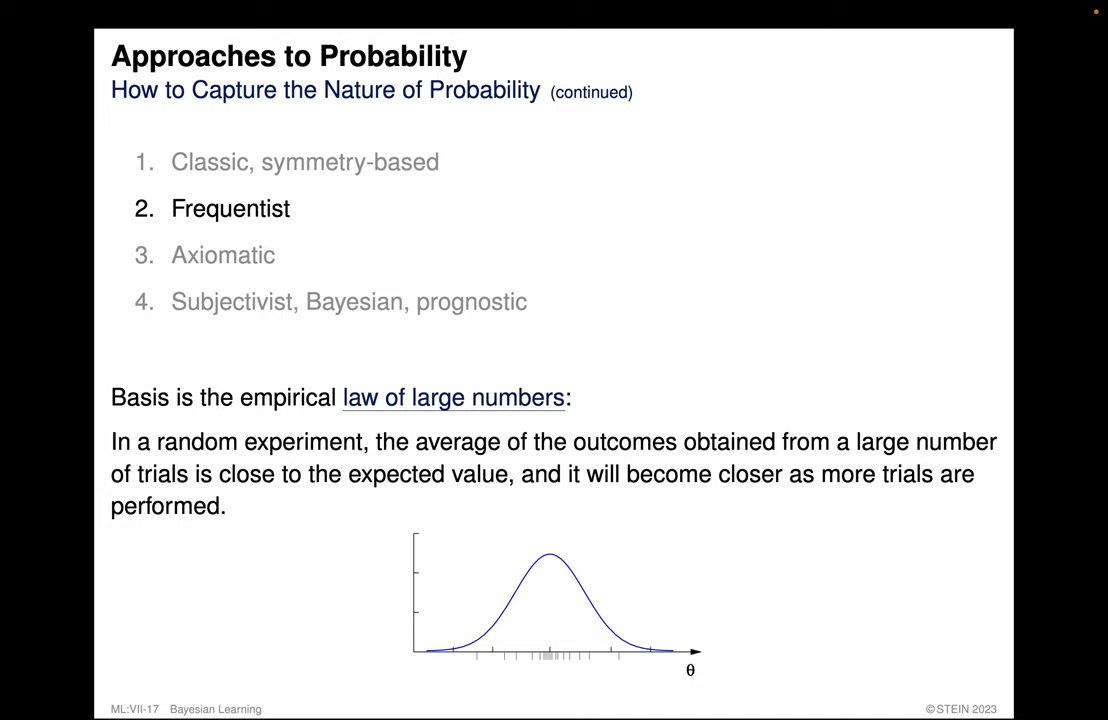 Approaches to Probability
How to Capture the Nature of Probability (continued)
1. Classic, symmetry-based
2. Frequentist
3. Axiomatic
4. Subjectivist, Bayesian, prognostic
Basis is the empirical law of large numbers:
In a random experiment, the average of the outcomes obtained from a large number
of trials is close to the expected value, and it will become closer as more trials are
performed.
θ
ML:VII-17 Bayesian Learning
© STEIN 2023